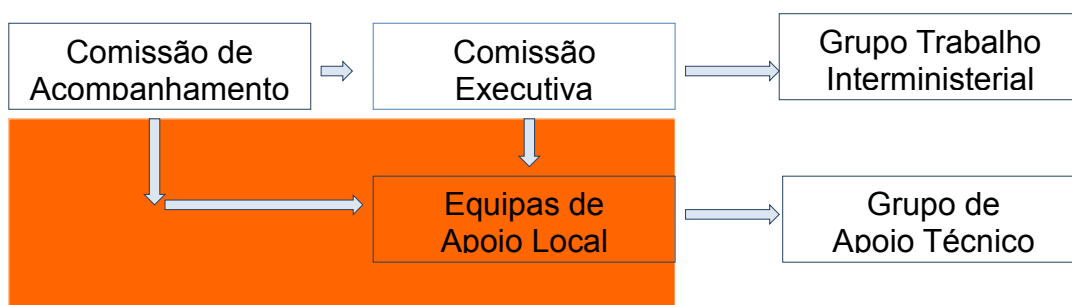 Comissão de
Acompanhamento
Comissão
Executiva
Grupo Trabalho
Interministerial
Equipas de
Apoio Local
Grupo de
Apoio Técnico